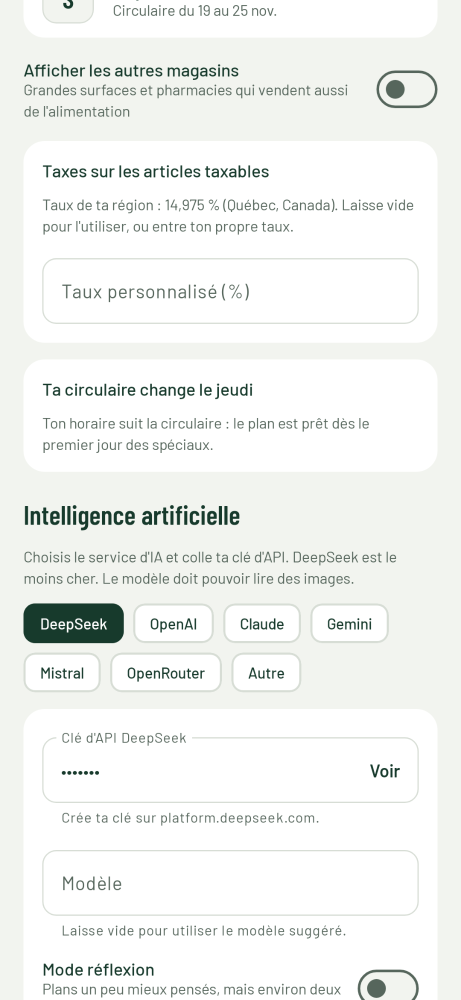 3
Circulaire du 19 au 25 nov.
Afficher les autres magasins
Grandes surfaces et pharmacies qui vendent aussi
de l'alimentation
Taxes sur les articles taxables
Taux de ta région : 14,975 % (Québec, Canada). Laisse vide
pour l'utiliser, ou entre ton propre taux.
Taux personnalisé (%)
Ta circulaire change le jeudi
Ton horaire suit la circulaire : le plan est prêt dès le
premier jour des spéciaux.
Intelligence artificielle
Choisis le service d'IA et colle ta clé d'API. DeepSeek est le
moins cher. Le modèle doit pouvoir lire des images.
DeepSeek OpenAI Claude Gemini
Mistral OpenRouter Autre
Clé d'API DeepSeek
••••••• Voir
Crée ta clé sur platform.deepseek.com.
Modèle
Laisse vide pour utiliser le modèle suggéré.
Mode réflexion
Plans un peu mieux pensés, mais environ deux